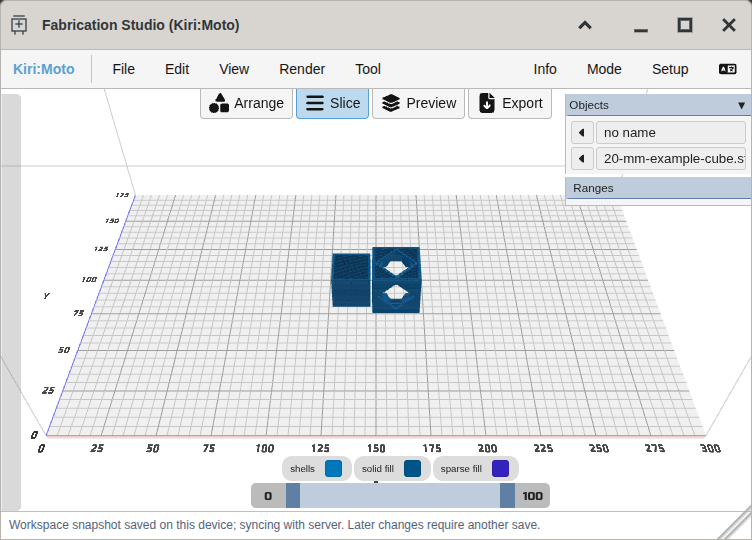 Fabrication Studio (Kiri:Moto)
Kiri:Moto File Edit View Render Tool Info Mode Setup
Arrange Slice Preview Export
Objects
no name
20-mm-example-cube.s
Ranges
175
150
125
100
Y
75
50
25
0
0 25 50 75 100 125 150 175 200 225 250 275 300
shells solid fill sparse fill
0 100
Workspace snapshot saved on this device; syncing with server. Later changes require another save.